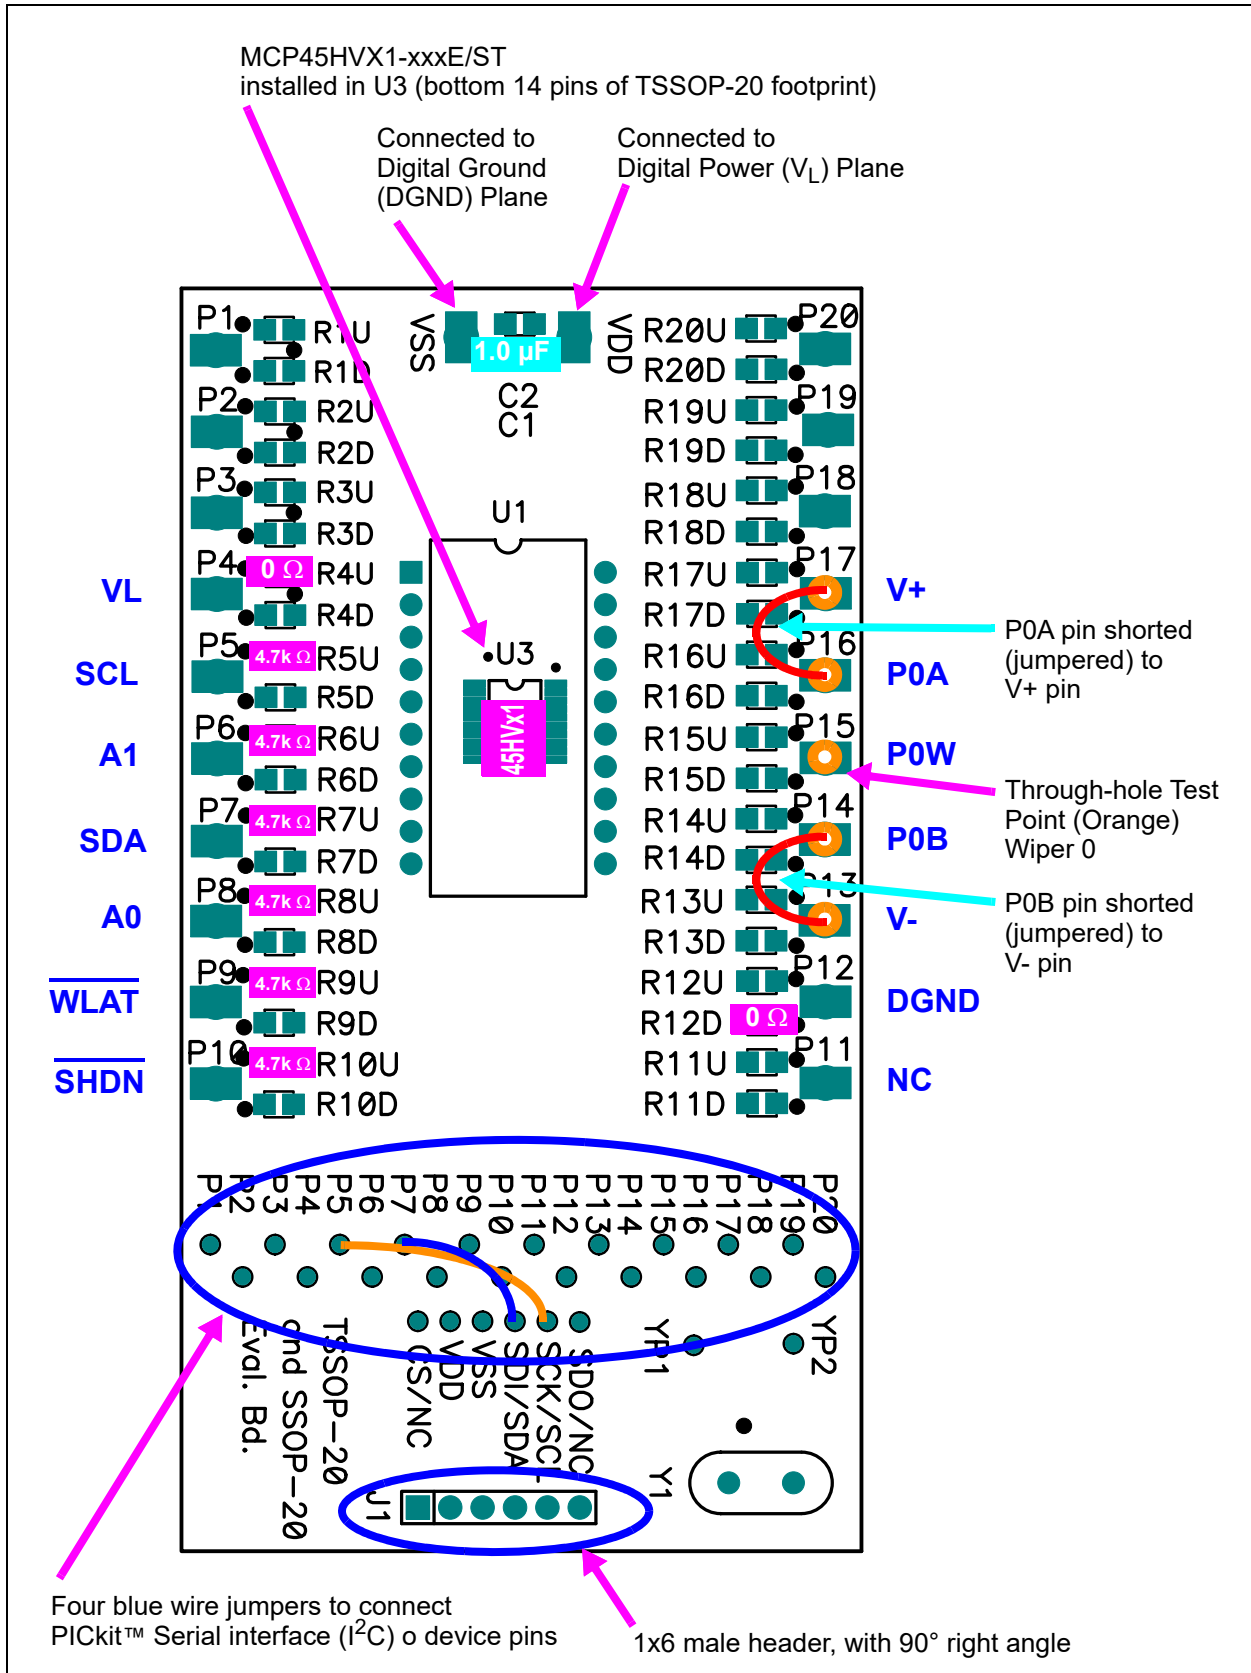 MCP45HVX1-xxxE/ST
installed in U3 (bottom 14 pins of TSSOP-20 footprint)
Connected to
Digital Ground
(DGND) Plane
Connected to
Digital Power (VL) Plane
P1
R1U
R1D
P2
R2U
R2D
P3
R3U
R3D
P4
0 Ω
R4U
R4D
P5
4.7k Ω
R5U
R5D
P6
4.7k Ω
R6U
R6D
P7
4.7k Ω
R7U
R7D
P8
4.7k Ω
R8U
R8D
P9
4.7k Ω
R9U
R9D
P10
4.7k Ω
R10U
R10D
VL
SCL
A1
SDA
A0
WLAT
SHDN
VSS
1.0 µF
VDD
C2
C1
U1
U3
45HVx1
R20U
P20
R20D
R19U
P19
R19D
R18U
P18
R18D
R17U
P17
R17D
R16U
P16
R16D
R15U
P15
R15D
R14U
P14
R14D
R13U
P13
R13D
R12U
P12
R12D
0 Ω
R11U
P11
R11D
V+
P0A
P0W
P0B
V-
DGND
NC
P0A pin shorted
(jumpered) to
V+ pin
Through-hole Test
Point (Orange)
Wiper 0
P0B pin shorted
(jumpered) to
V- pin
P1
P2
P3
P4
P5
P6
P7
P8
P9
P10
P11
P12
P13
P14
P15
P16
P17
P18
P19
P20
TSSOP-20
and SSOP-20
Eval. Bd.
CS/NC
VDD
VSS
SDI/SDA
SCK/SCL
SDO/NC
YP1
YP2
J1
Y1
Four blue wire jumpers to connect
PICkit™ Serial interface (I2C) o device pins
1x6 male header, with 90° right angle